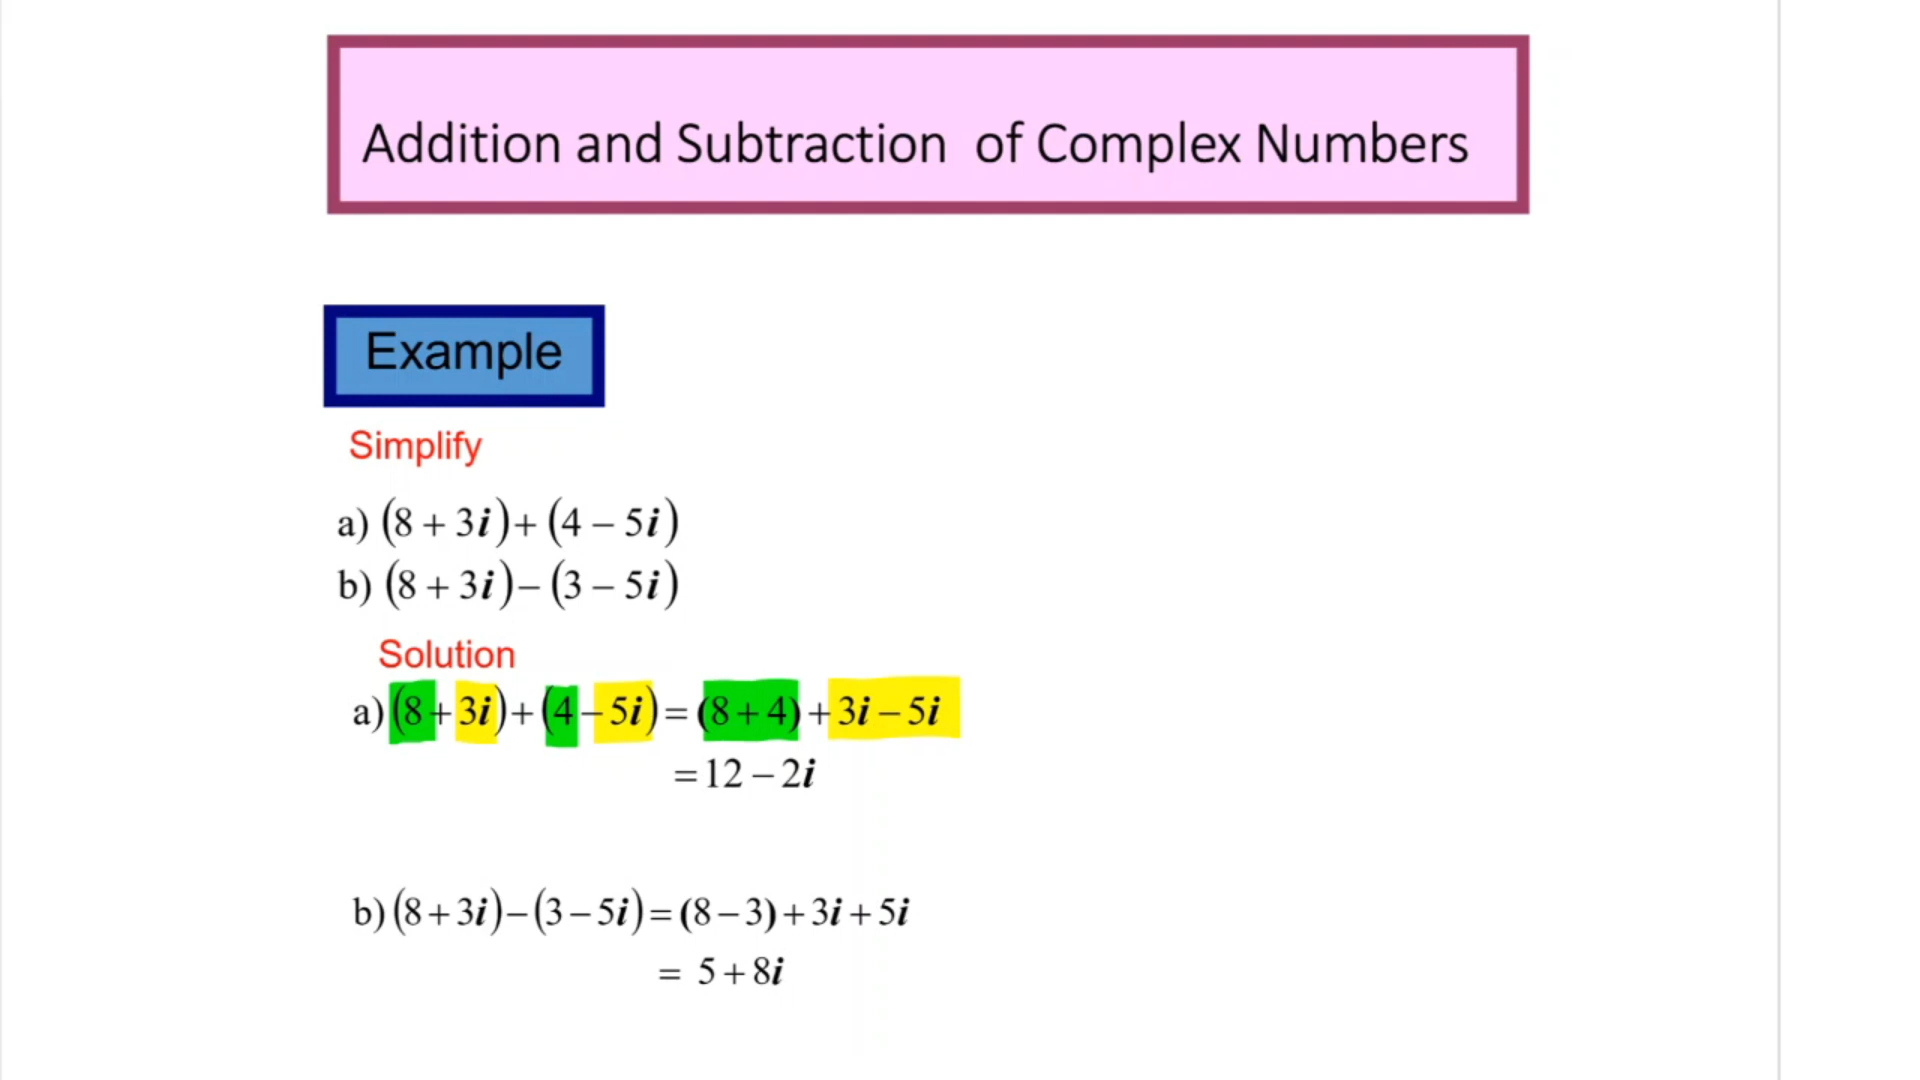 Addition and Subtraction of Complex Numbers
Example
Simplify
a) (8 + 3i) + (4 – 5i)
b) (8 + 3i) – (3 – 5i)
Solution
a) (8 + 3i) + (4 – 5i) = (8 + 4) + 3i – 5i
= 12 – 2i
b) (8 + 3i) – (3 – 5i) = (8 – 3) + 3i + 5i
= 5 + 8i